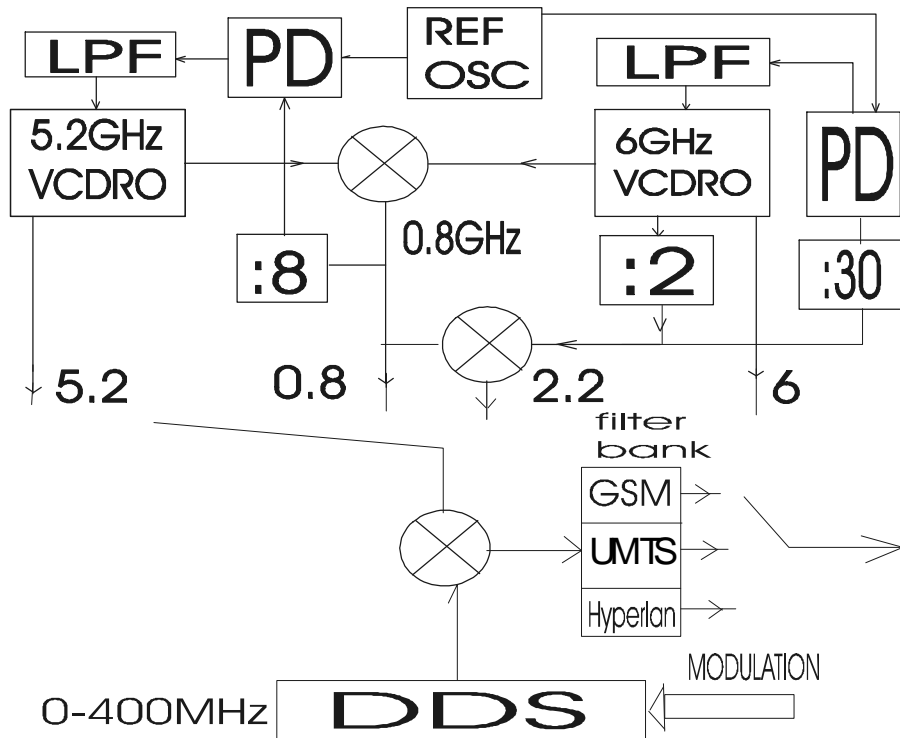 LPF
PD
REF
OSC
LPF
5.2GHz
VCDRO
6GHz
VCDRO
PD
0.8GHz
:8
:2
:30
5.2
0.8
2.2
6
filter
bank
GSM
UMTS
Hyperlan
MODULATION
0-400MHz
DDS